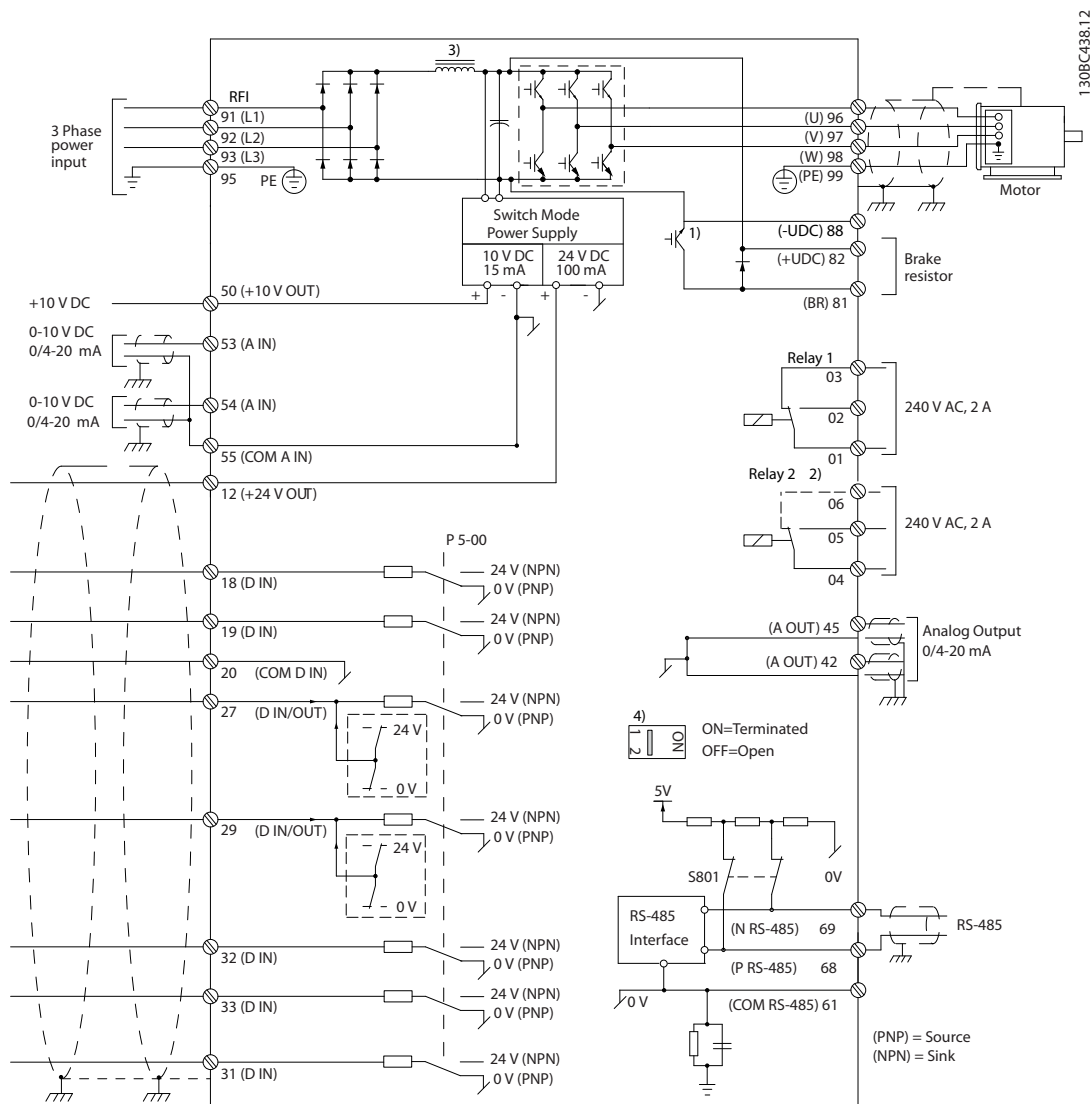 130BC438.12
3)
RFI
91 (L1)
92 (L2)
93 (L3)
95
PE
3 Phase
power
input
(U) 96
(V) 97
(W) 98
(PE) 99
Motor
Switch Mode
Power Supply
10 V DC
15 mA
24 V DC
100 mA
+ - + -
1)
(-UDC) 88
(+UDC) 82
(BR) 81
Brake
resistor
+10 V DC
50 (+10 V OUT)
0-10 V DC
0/4-20 mA
53 (A IN)
0-10 V DC
0/4-20 mA
54 (A IN)
55 (COM A IN)
12 (+24 V OUT)
Relay 1
03
02
01
240 V AC, 2 A
Relay 2 2)
06
05
04
240 V AC, 2 A
P 5-00
18 (D IN)
24 V (NPN)
0 V (PNP)
19 (D IN)
24 V (NPN)
0 V (PNP)
20 (COM D IN)
27 (D IN/OUT)
24 V (NPN)
0 V (PNP)
24 V
0 V
29 (D IN/OUT)
24 V (NPN)
0 V (PNP)
24 V
0 V
32 (D IN)
24 V (NPN)
0 V (PNP)
33 (D IN)
24 V (NPN)
0 V (PNP)
31 (D IN)
24 V (NPN)
0 V (PNP)
(A OUT) 45
(A OUT) 42
Analog Output
0/4-20 mA
4)
1
2
ON
ON=Terminated
OFF=Open
5V
S801
0V
RS-485
Interface
(N RS-485) 69
(P RS-485) 68
(COM RS-485) 61
RS-485
0 V
(PNP) = Source
(NPN) = Sink